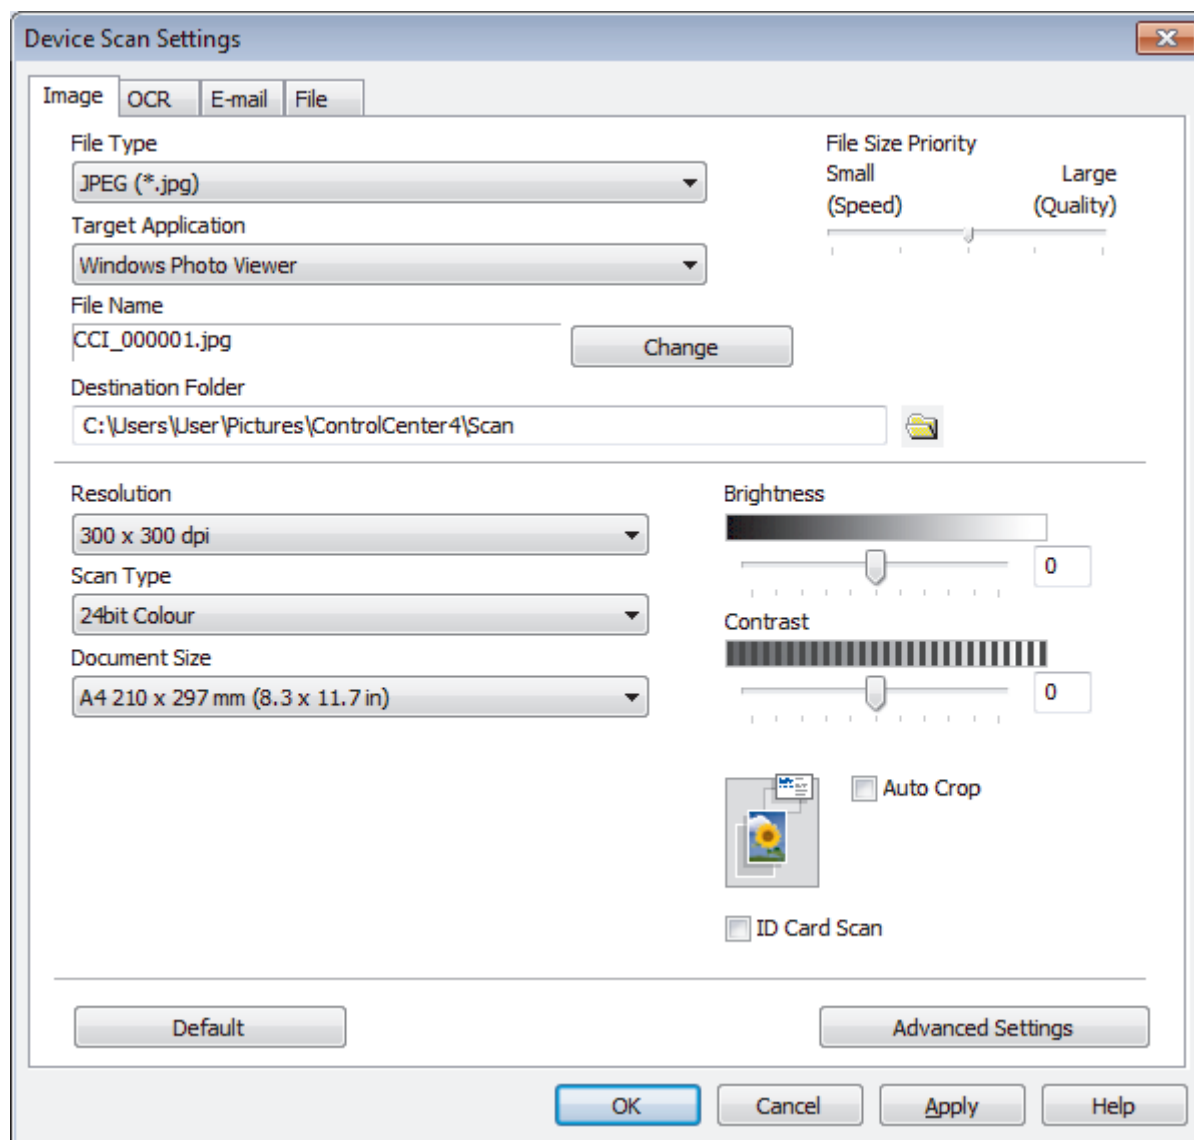 Device Scan Settings
Image OCR E-mail File
File Type
JPEG (*.jpg)
Target Application
Windows Photo Viewer
File Name
CCI_000001.jpg
Change
Destination Folder
C:\Users\User\Pictures\ControlCenter4\Scan
File Size Priority
Small Large
(Speed) (Quality)
Resolution
300 x 300 dpi
Scan Type
24bit Colour
Document Size
A4 210 x 297 mm (8.3 x 11.7 in)
Brightness
0
Contrast
0
Auto Crop
ID Card Scan
Default
Advanced Settings
OK Cancel Apply Help